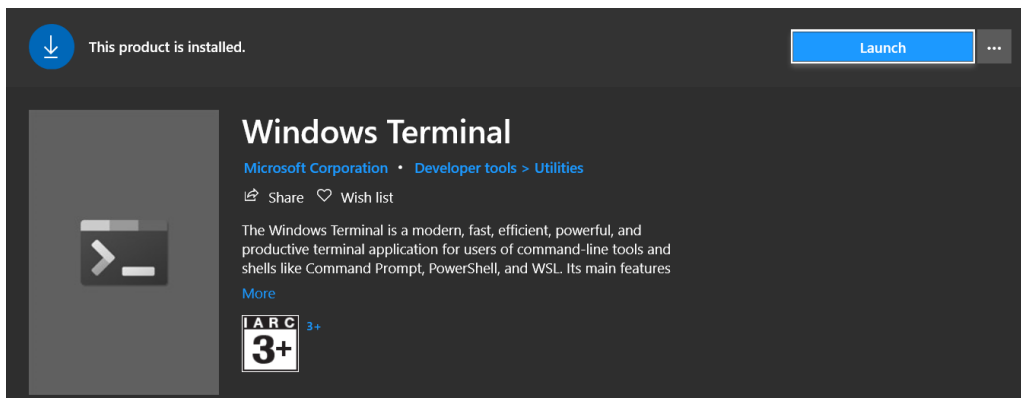 This product is installed.
Launch
...
Windows Terminal
Microsoft Corporation • Developer tools > Utilities
Share Wish list
The Windows Terminal is a modern, fast, efficient, powerful, and
productive terminal application for users of command-line tools and
shells like Command Prompt, PowerShell, and WSL. Its main features
More
IARC
3+
3+